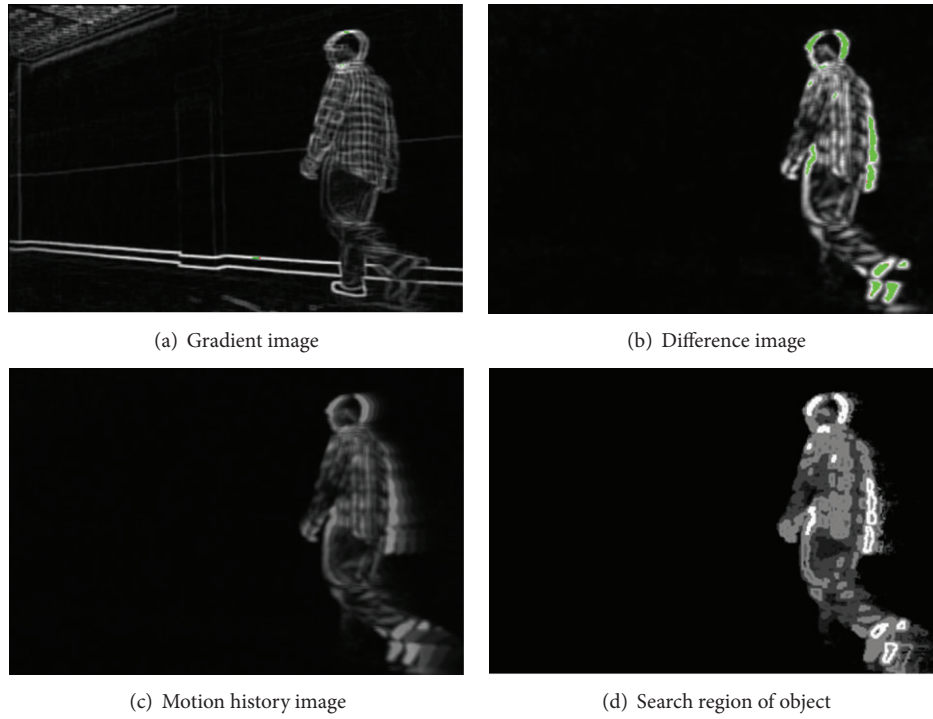 (a) Gradient image
(b) Difference image
(c) Motion history image
(d) Search region of object